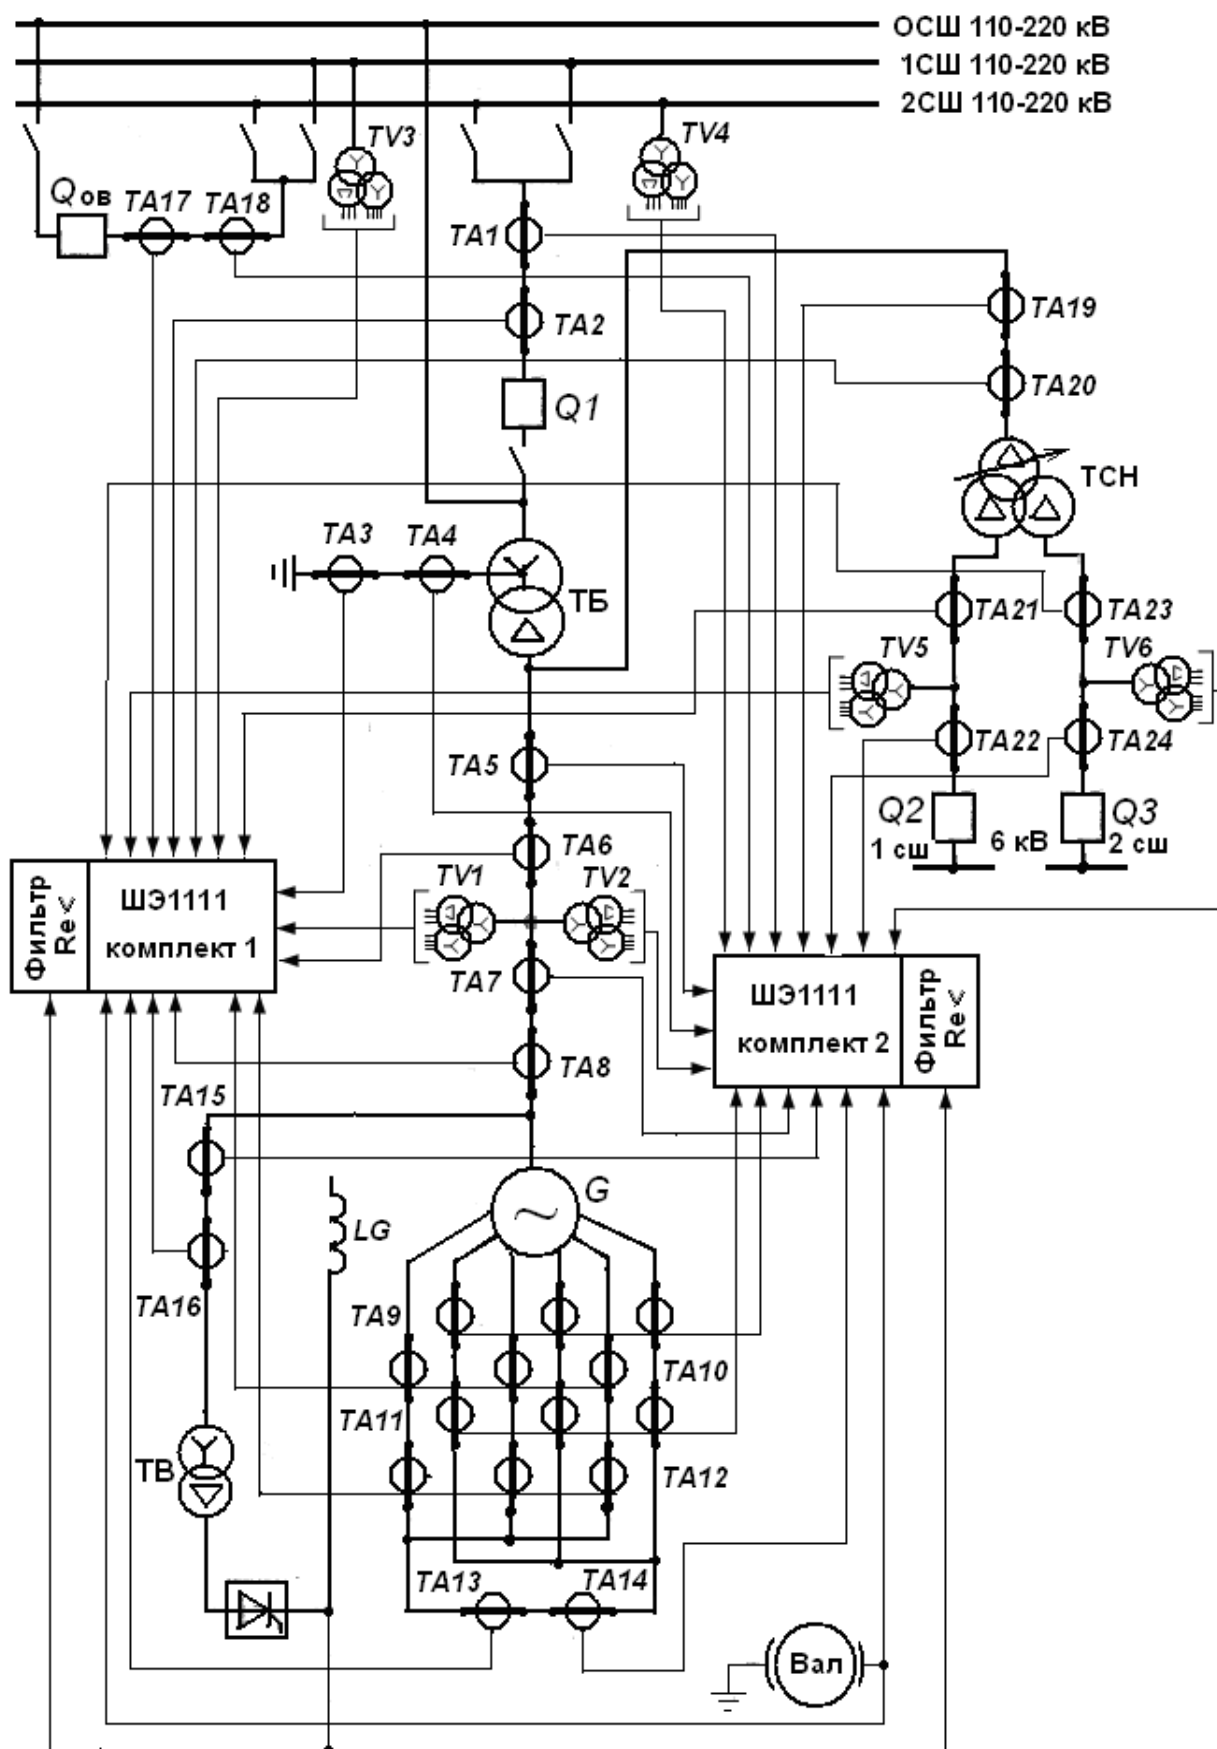 ОСШ 110-220 кВ
1СШ 110-220 кВ
2СШ 110-220 кВ
TV3
TV4
Qов
TA17
TA18
TA1
TA19
TA2
TA20
Q1
ТСН
TA3
TA4
ТБ
TA21
TA23
TV5
TV6
TA22
TA24
TA5
Q2
Q3
1 сш
6 кВ
2 сш
TA6
TV1
TV2
Фильтр
Re<
ШЭ1111
комплект 1
TA7
ШЭ1111
комплект 2
Фильтр
Re<
TA8
TA15
G
LG
TA16
TA9
TA10
TA11
ТВ
TA12
TA13
TA14
Вал